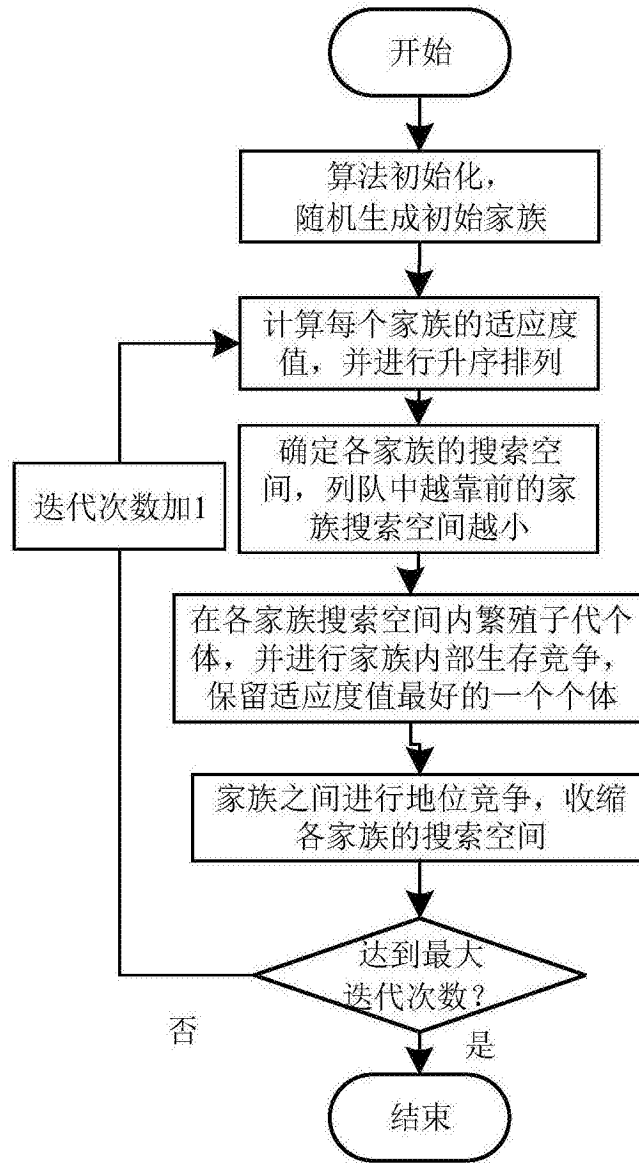 开始
算法初始化，
随机生成初始家族
计算每个家族的适应度
值，并进行升序排列
确定各家族的搜索空
间，列队中越靠前的家
族搜索空间越小
迭代次数加1
在各家族搜索空间内繁殖子代个
体，并进行家族内部生存竞争，
保留适应度值最好的一个个体
家族之间进行地位竞争，收缩
各家族的搜索空间
达到最大
迭代次数？
否
是
结束